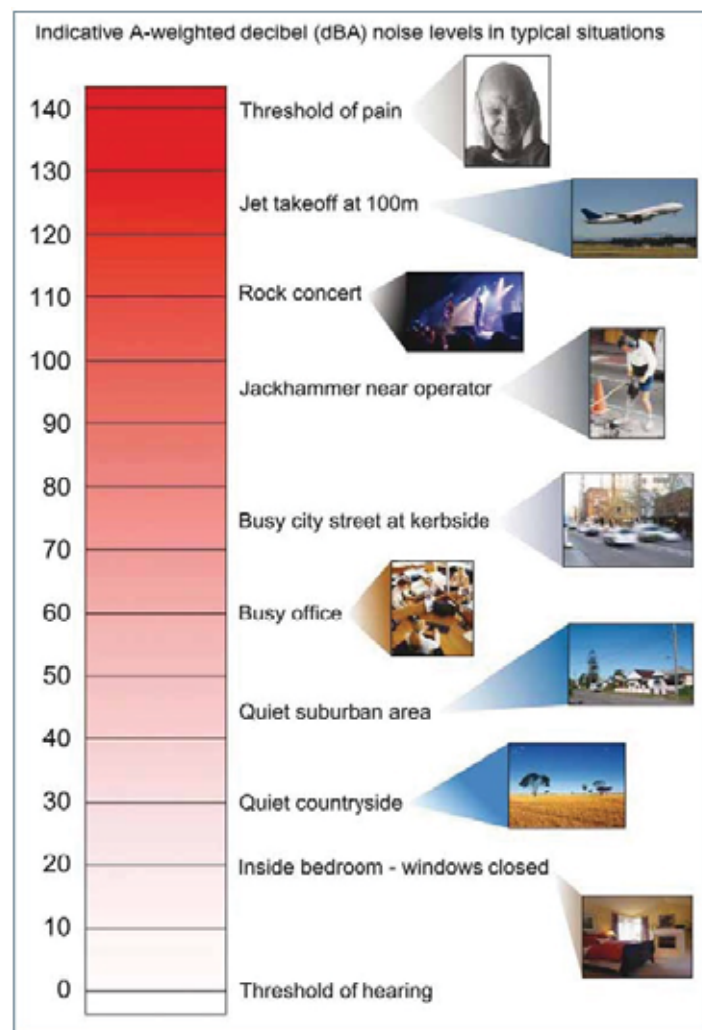 Indicative A-weighted decibel (dBA) noise levels in typical situations
140
Threshold of pain
130
Jet takeoff at 100m
120
Rock concert
110
100
Jackhammer near operator
90
80
Busy city street at kerbside
70
60
Busy office
50
Quiet suburban area
40
30
Quiet countryside
20
Inside bedroom - windows closed
10
0
Threshold of hearing